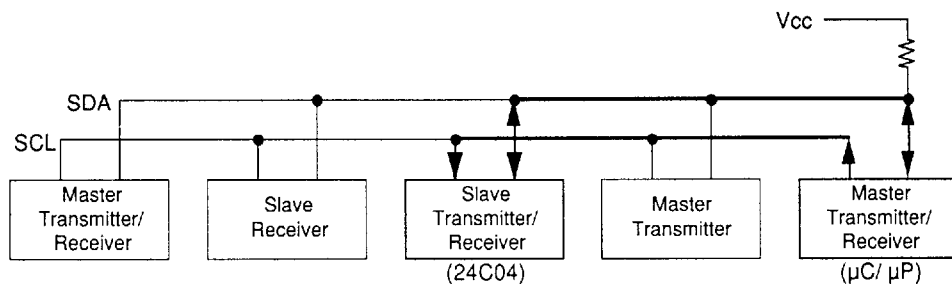 Vcc
SDA
SCL
Master
Transmitter/
Receiver
Slave
Receiver
Slave
Transmitter/
Receiver
(24C04)
Master
Transmitter
Master
Transmitter/
Receiver
(µC/ µP)